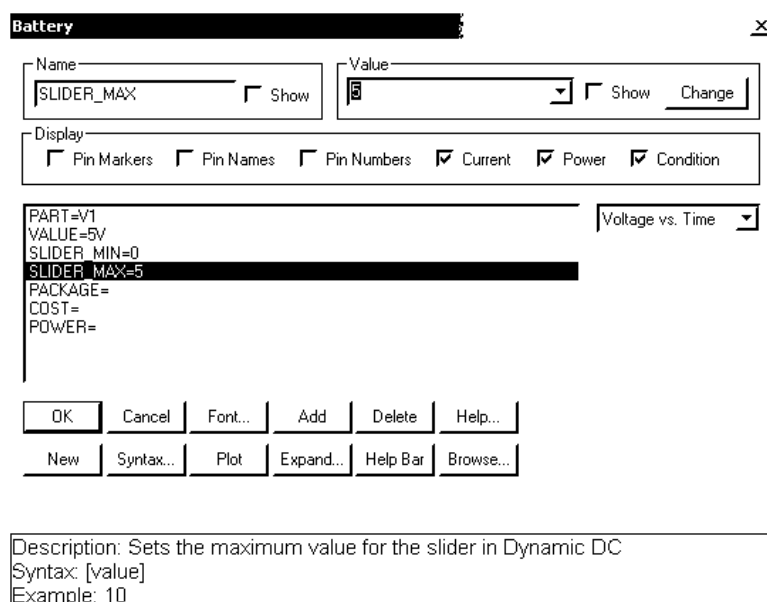 Battery
Name
Value
SLIDER_MAX
Show
5
Show
Change
Display
Pin Markers
Pin Names
Pin Numbers
Current
Power
Condition
PART=V1
VALUE=5V
SLIDER_MIN=0
SLIDER_MAX=5
PACKAGE=
COST=
POWER=
Voltage vs. Time
OK
Cancel
Font...
Add
Delete
Help...
New
Syntax...
Plot
Expand...
Help Bar
Browse...
Description: Sets the maximum value for the slider in Dynamic DC
Syntax: [value]
Example: 10